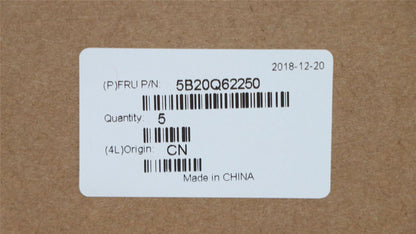 2018-12-20
(P)FRU P/N: 5B20Q62250
Quantity: 5
(4L)Origin: CN
Made in CHINA